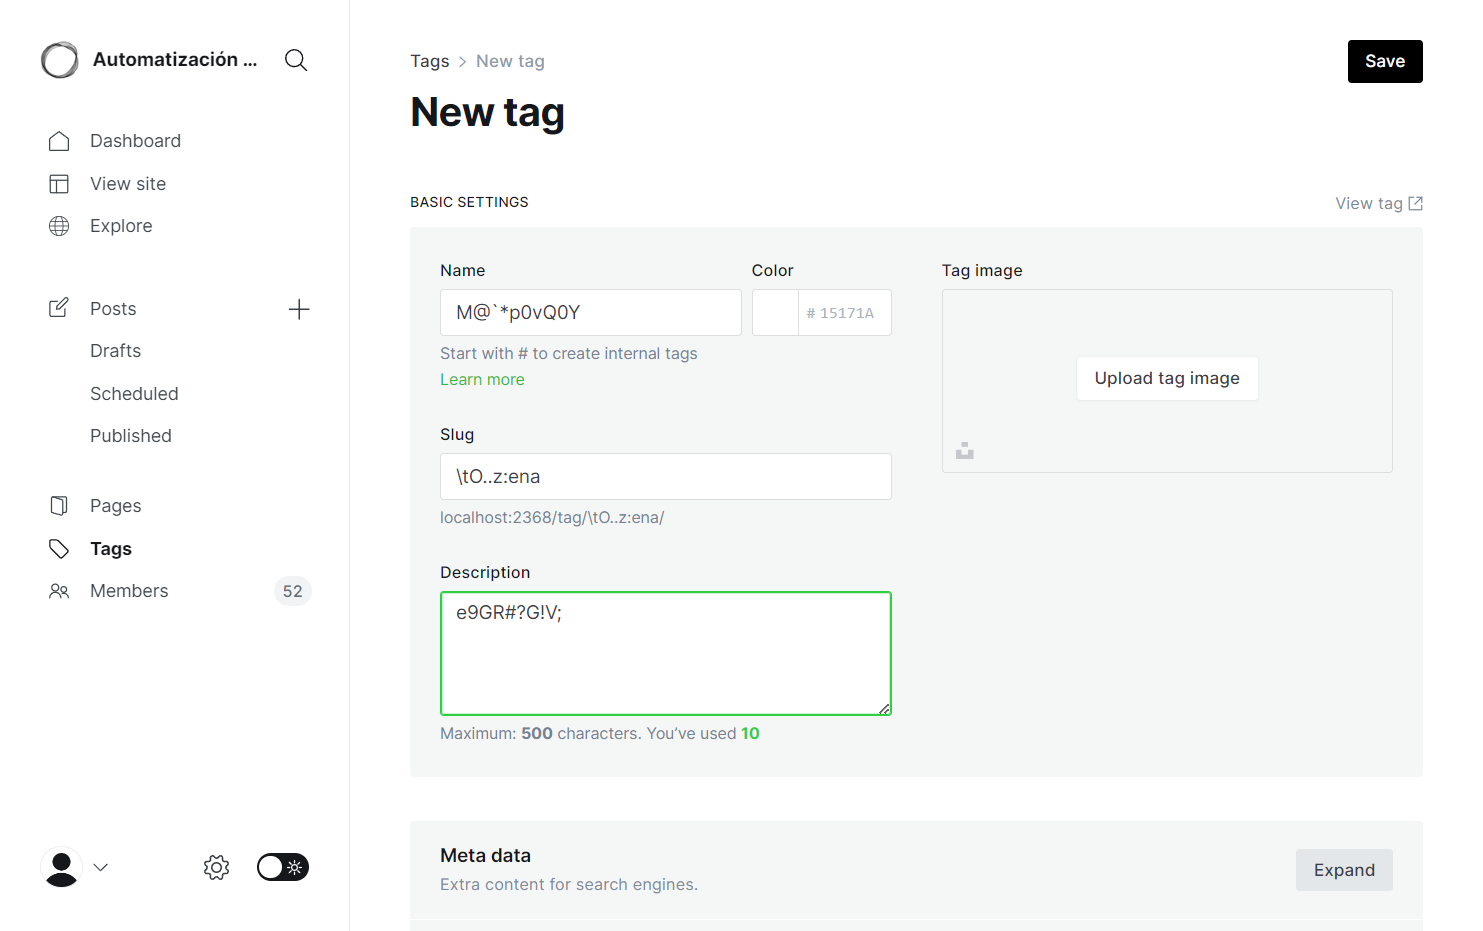 Automatización ...
Dashboard
View site
Explore
Posts
Drafts
Scheduled
Published
Pages
Tags
Members 52
Tags > New tag
Save
New tag
BASIC SETTINGS
View tag
Name
M@`*p0vQ0Y
Start with # to create internal tags
Learn more
Color
# 15171A
Slug
\tO..z:ena
localhost:2368/tag/\tO..z:ena/
Description
e9GR#?G!V;
Maximum: 500 characters. You’ve used 10
Tag image
Upload tag image
Meta data
Extra content for search engines.
Expand